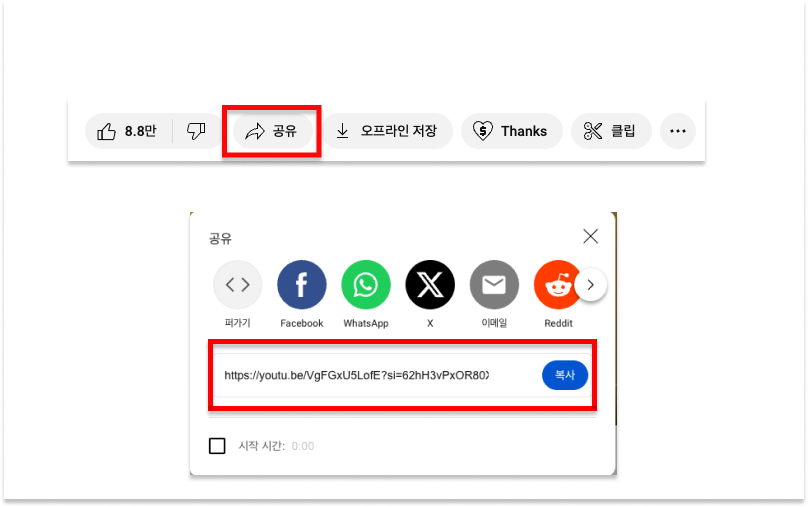 8.8만 공유 오프라인 저장 Thanks 클립
공유
퍼가기 Facebook WhatsApp X 이메일 Reddit
https://youtu.be/VgFGxU5LofE?si=62hH3vPxOR80X 복사
시작 시간: 0:00